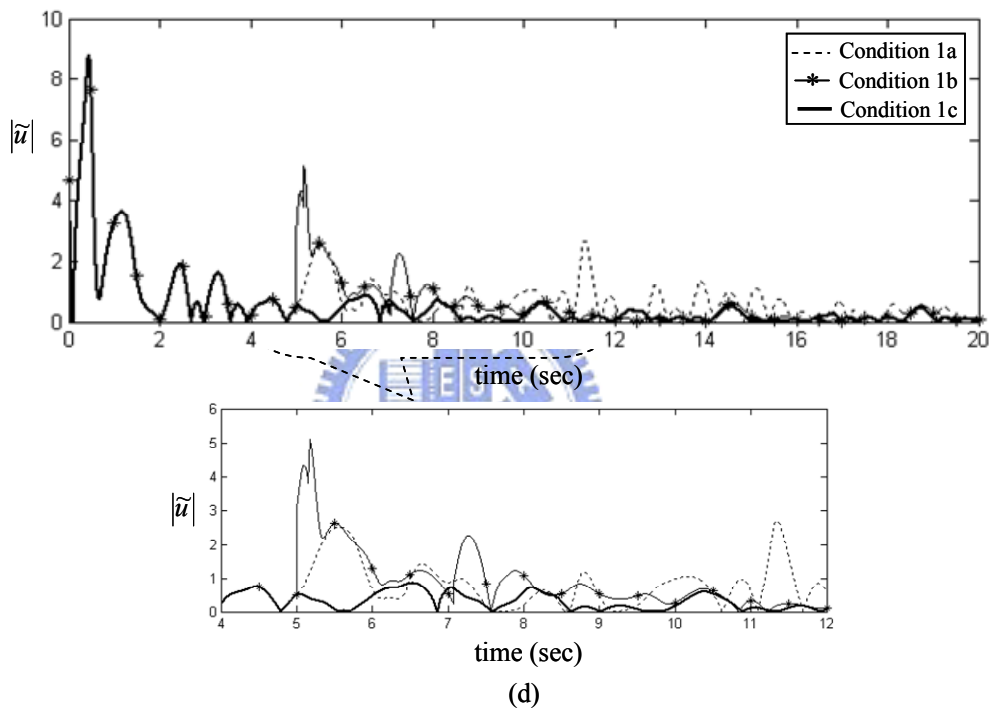 10
8
6
4
2
0
|ũ|
Condition 1a
Condition 1b
Condition 1c
0 2 4 6 8 10 12 14 16 18 20
time (sec)
6
5
4
3
2
1
0
|ũ|
4 5 6 7 8 9 10 11 12
time (sec)
(d)